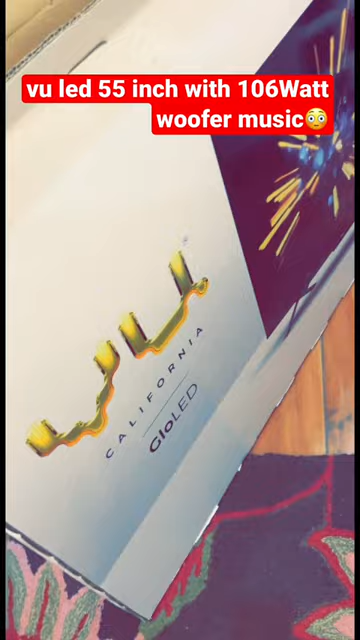 vu led 55 inch with 106Watt
woofer music😳
VU
CALIFORNIA
GloLED